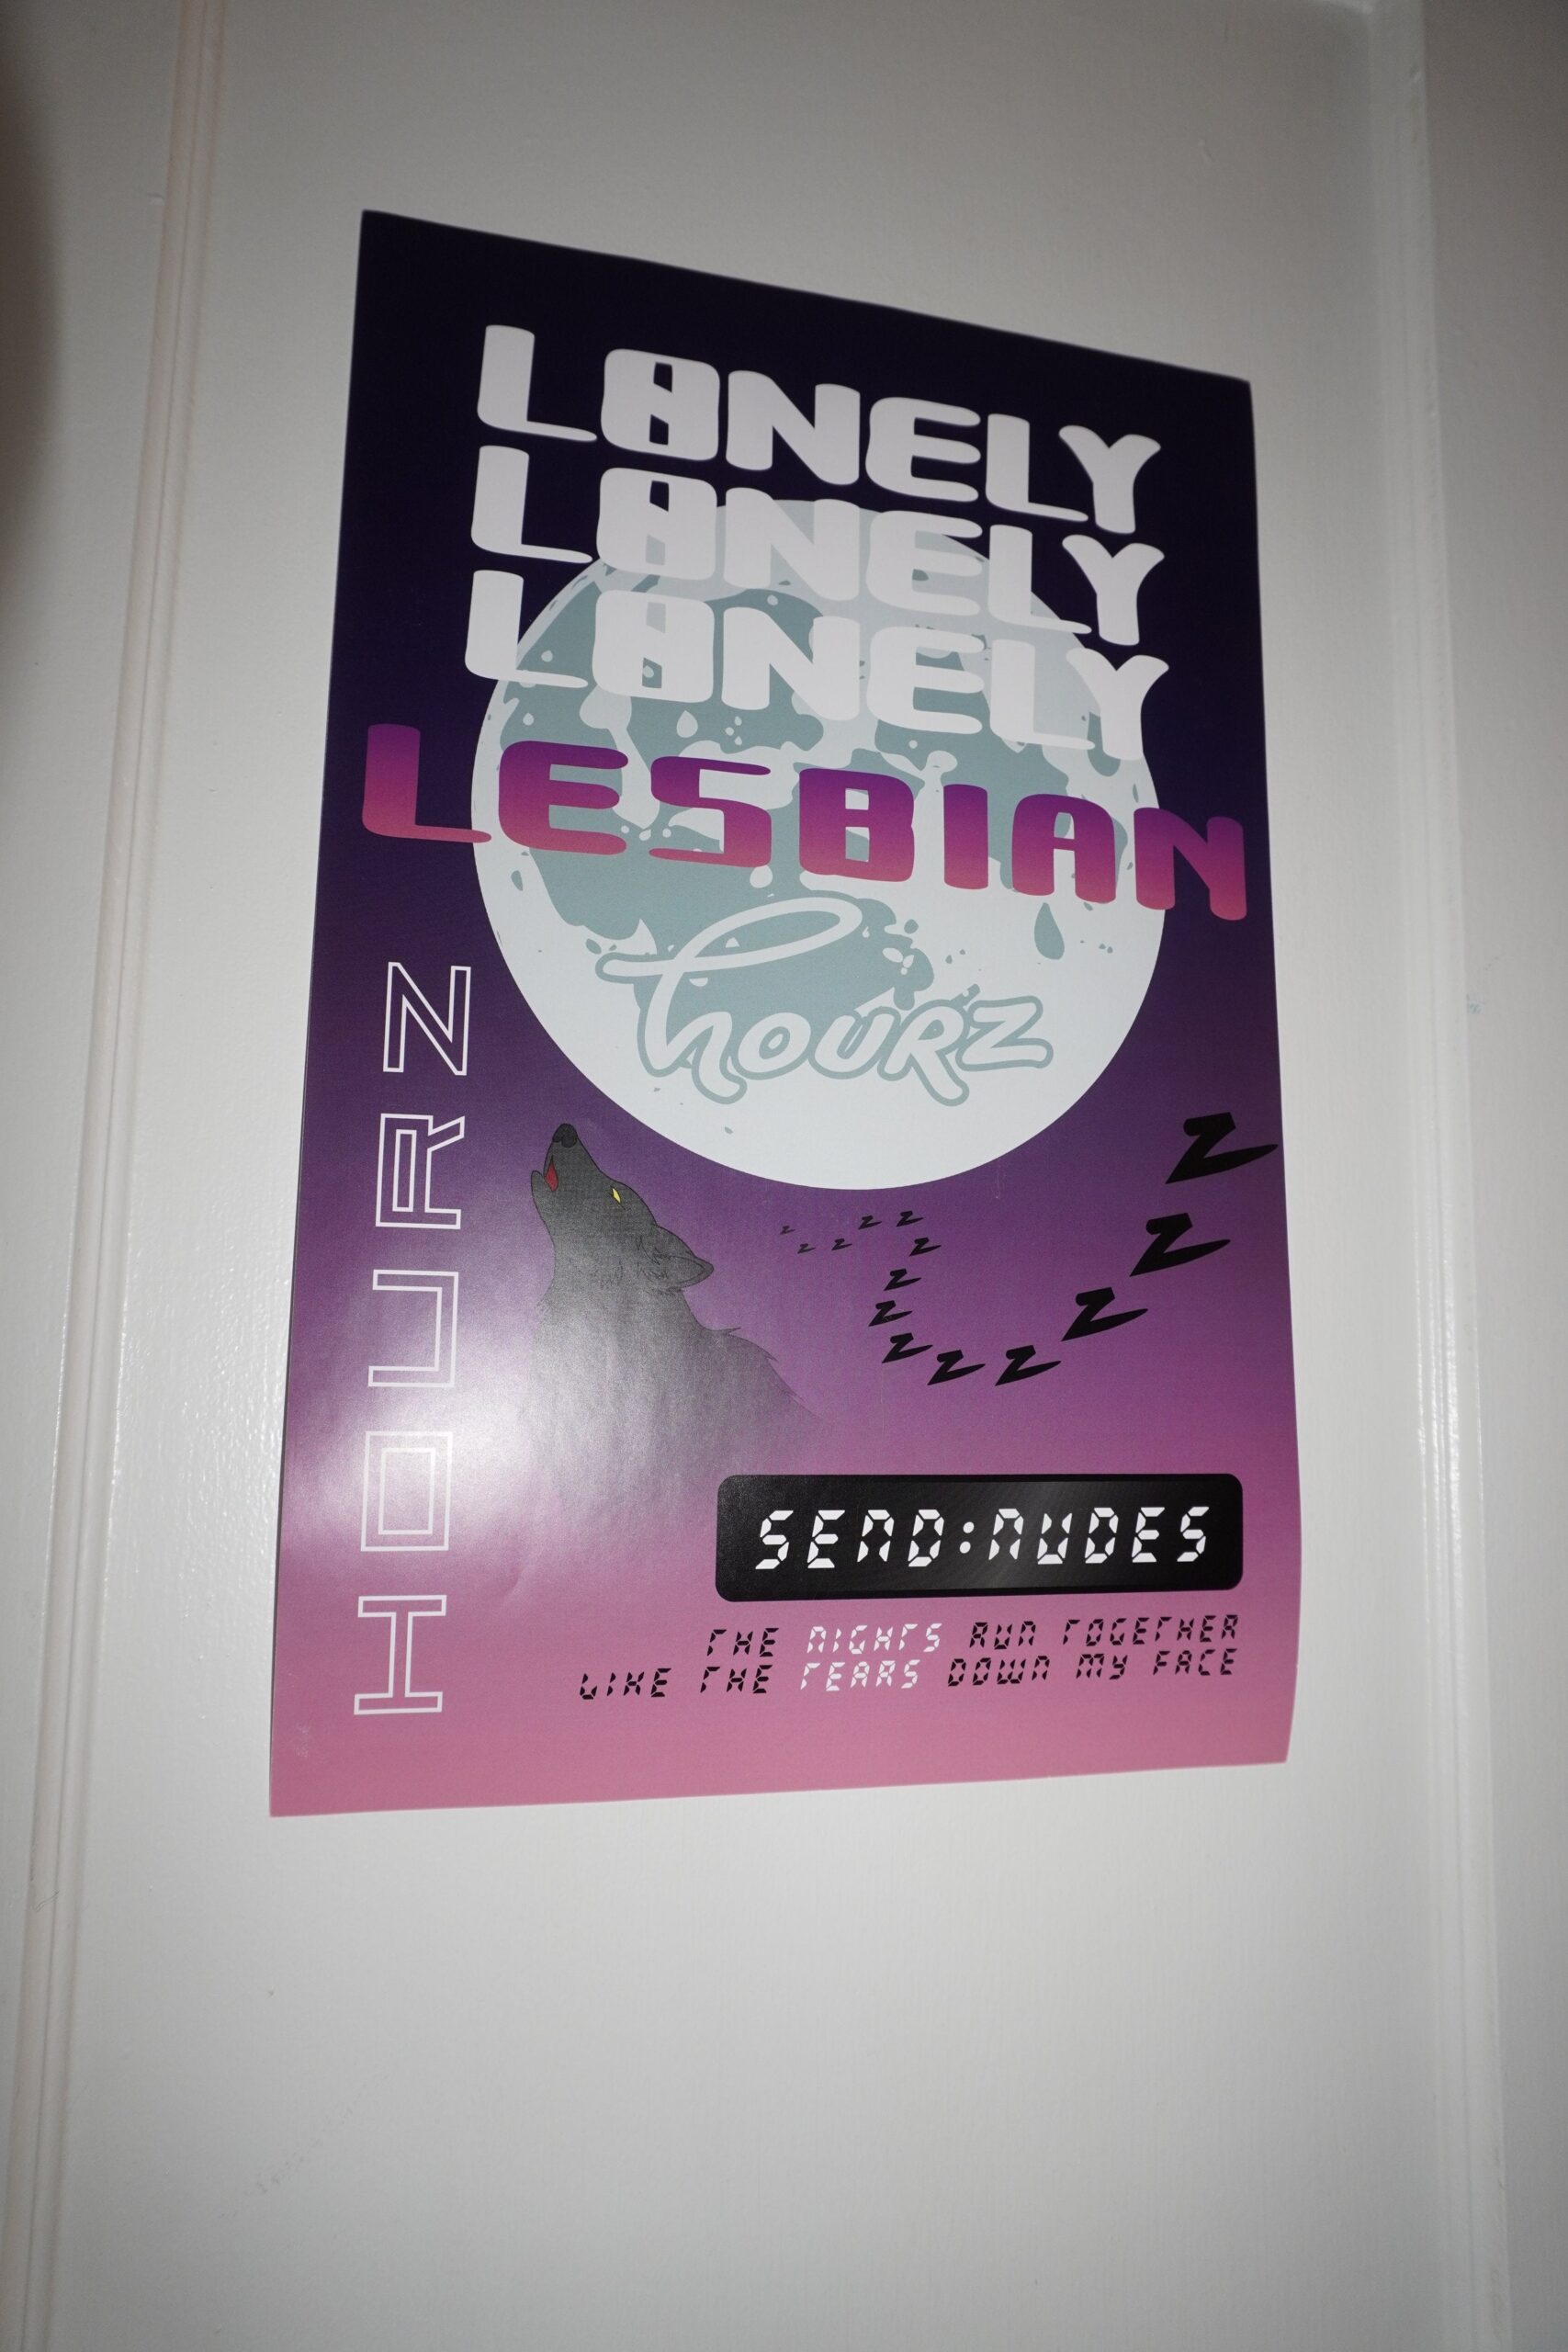 LONELY
LONELY
LONELY
LESBIAN
hourz
HOURZ
z z z z z z z z z z z z z z z z
SEND:NUDES
THE NIGHTS RUN TOGETHER
LIKE THE TEARS DOWN MY FACE